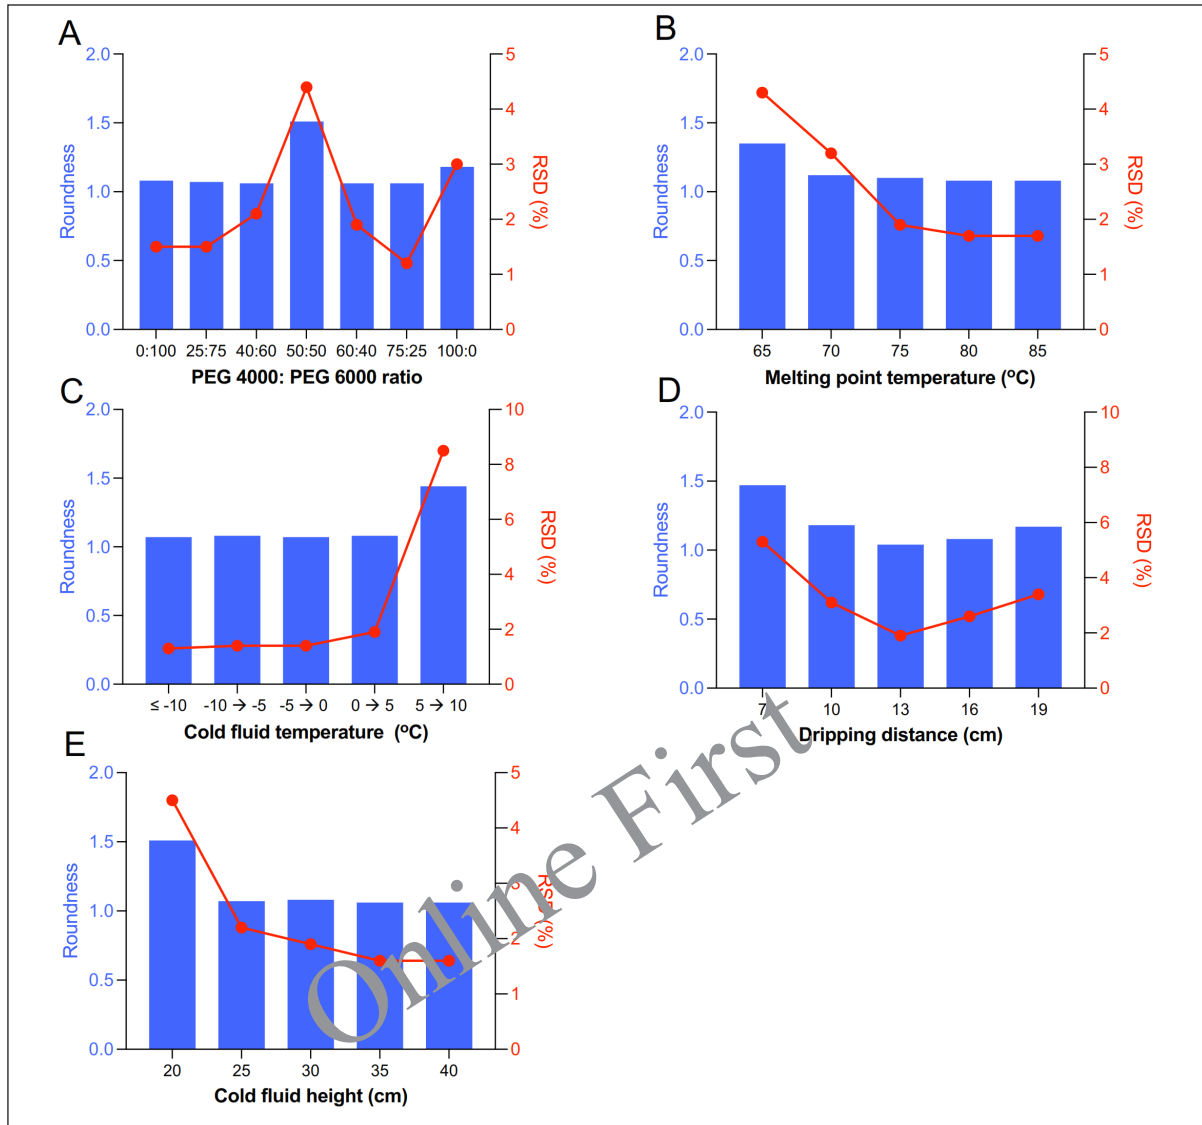 A
2.0
1.5
1.0
0.5
0.0
Roundness
5
4
3
2
1
0
RSD (%)
0:100 25:75 40:60 50:50 60:40 75:25 100:0
PEG 4000: PEG 6000 ratio
B
2.0
1.5
1.0
0.5
0.0
Roundness
5
4
3
2
1
0
RSD (%)
65 70 75 80 85
Melting point temperature (ºC)
C
2.0
1.5
1.0
0.5
0.0
Roundness
10
8
6
4
2
0
RSD (%)
≤ -10 -10 → -5 -5 → 0 0 → 5 5 → 10
Cold fluid temperature (ºC)
D
2.0
1.5
1.0
0.5
0.0
Roundness
10
8
6
4
2
0
RSD (%)
7 10 13 16 19
Dripping distance (cm)
E
2.0
1.5
1.0
0.5
0.0
Roundness
5
4
3
2
1
0
RSD (%)
20 25 30 35 40
Cold fluid height (cm)
Online First